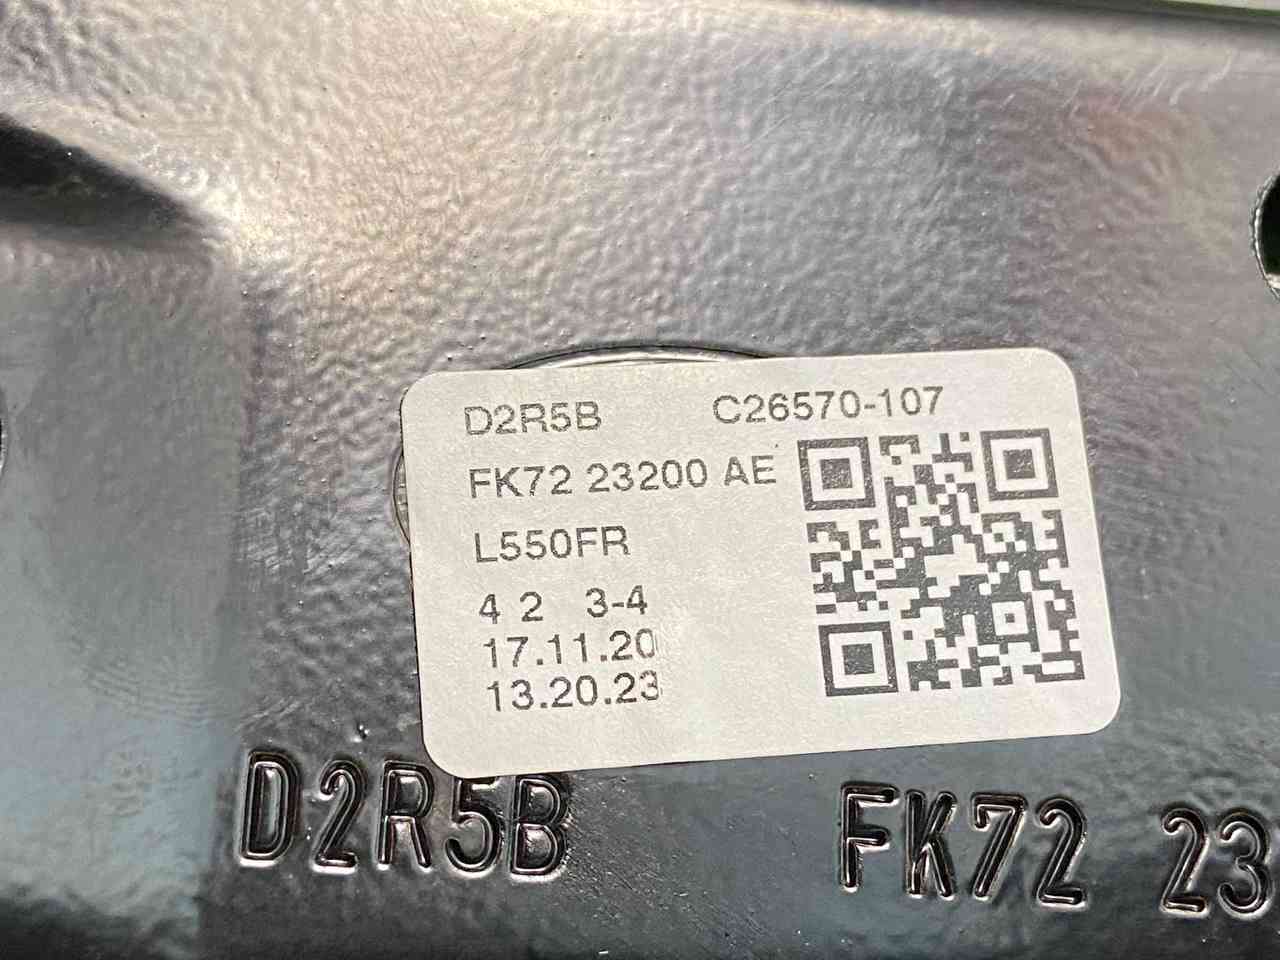 D2R5B C26570-107
FK72 23200 AE
L550FR
4 2 3-4
17.11.20
13.20.23
D2R5B FK72 23